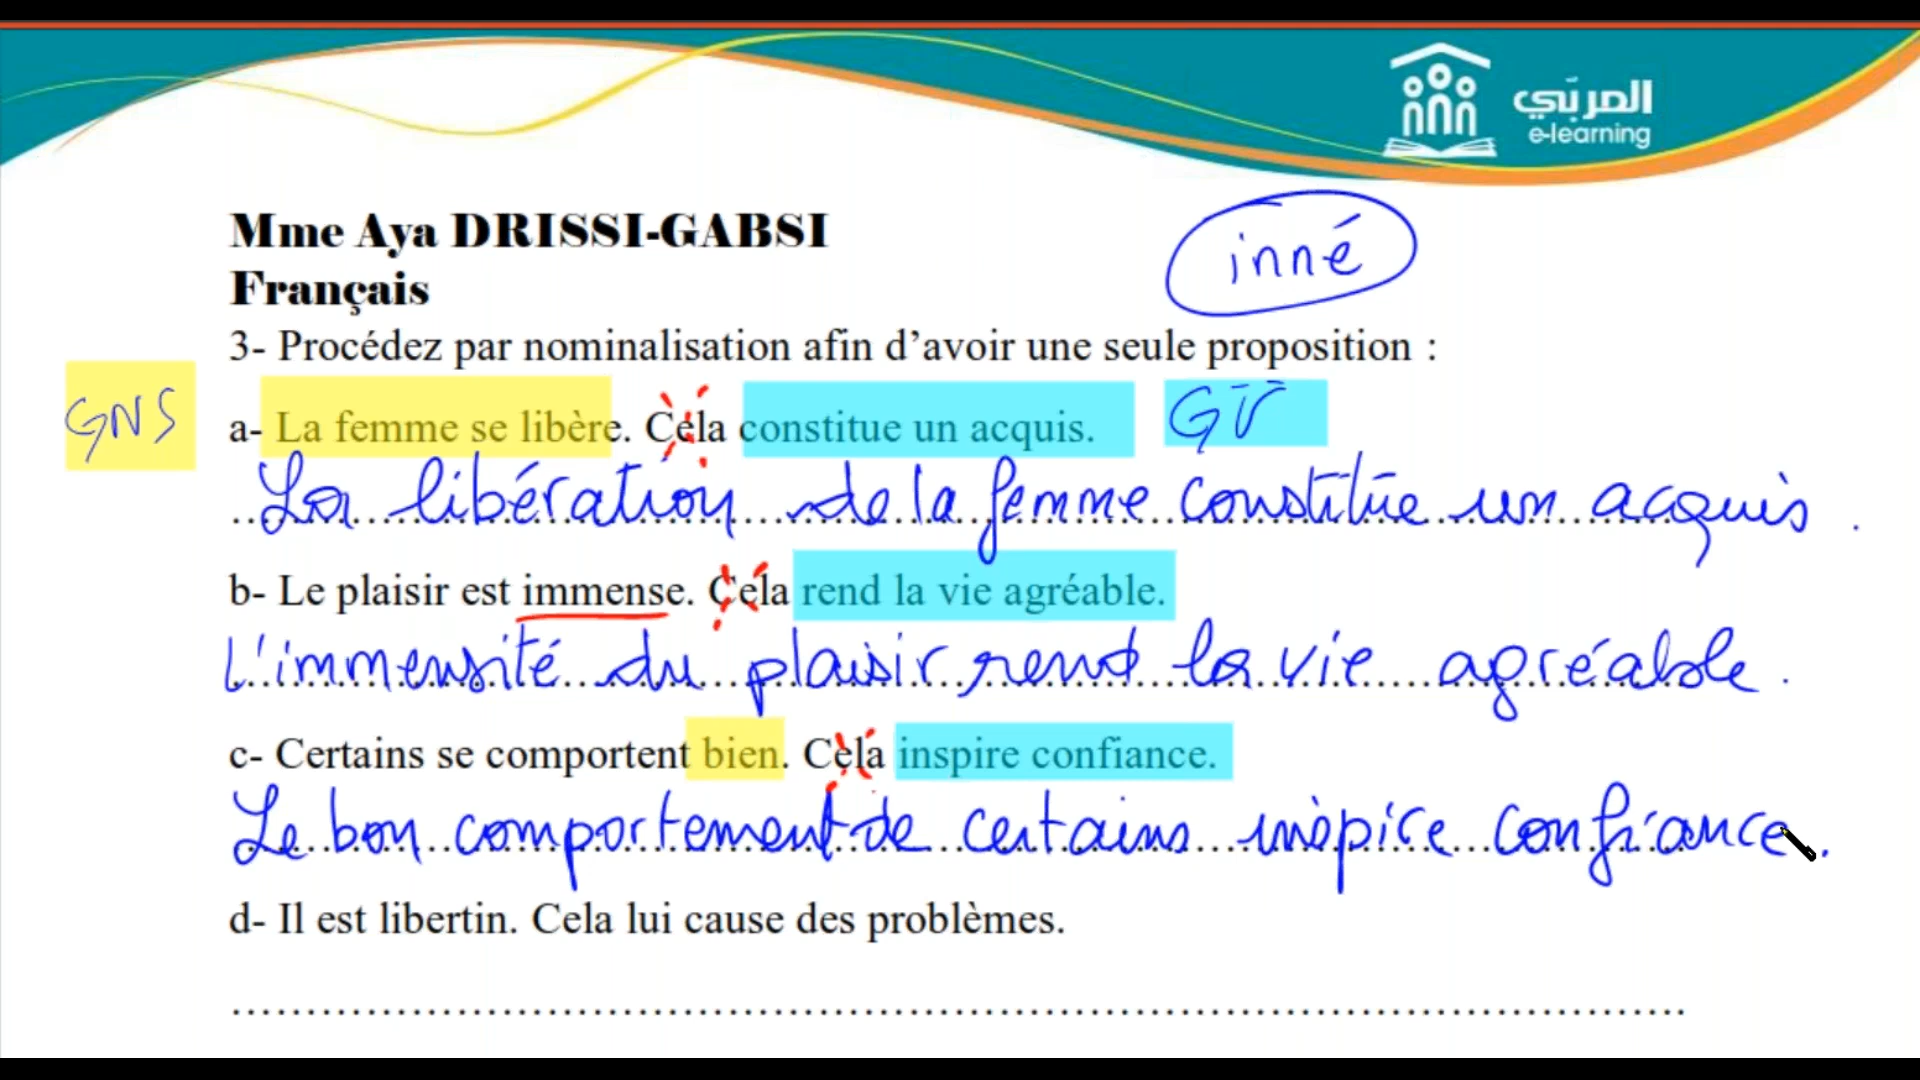 المربّي
e-learning
Mme Aya DRISSI-GABSI
inné
Français
3- Procédez par nominalisation afin d’avoir une seule proposition :
GNS
a- La femme se libère. Cela constitue un acquis.
GV
La libération de la femme constitue un acquis.
b- Le plaisir est immense. Cela rend la vie agréable.
L'immensité du plaisir rend la vie agréable.
c- Certains se comportent bien. Cela inspire confiance.
Le bon comportement de certains inspire confiance.
d- Il est libertin. Cela lui cause des problèmes.